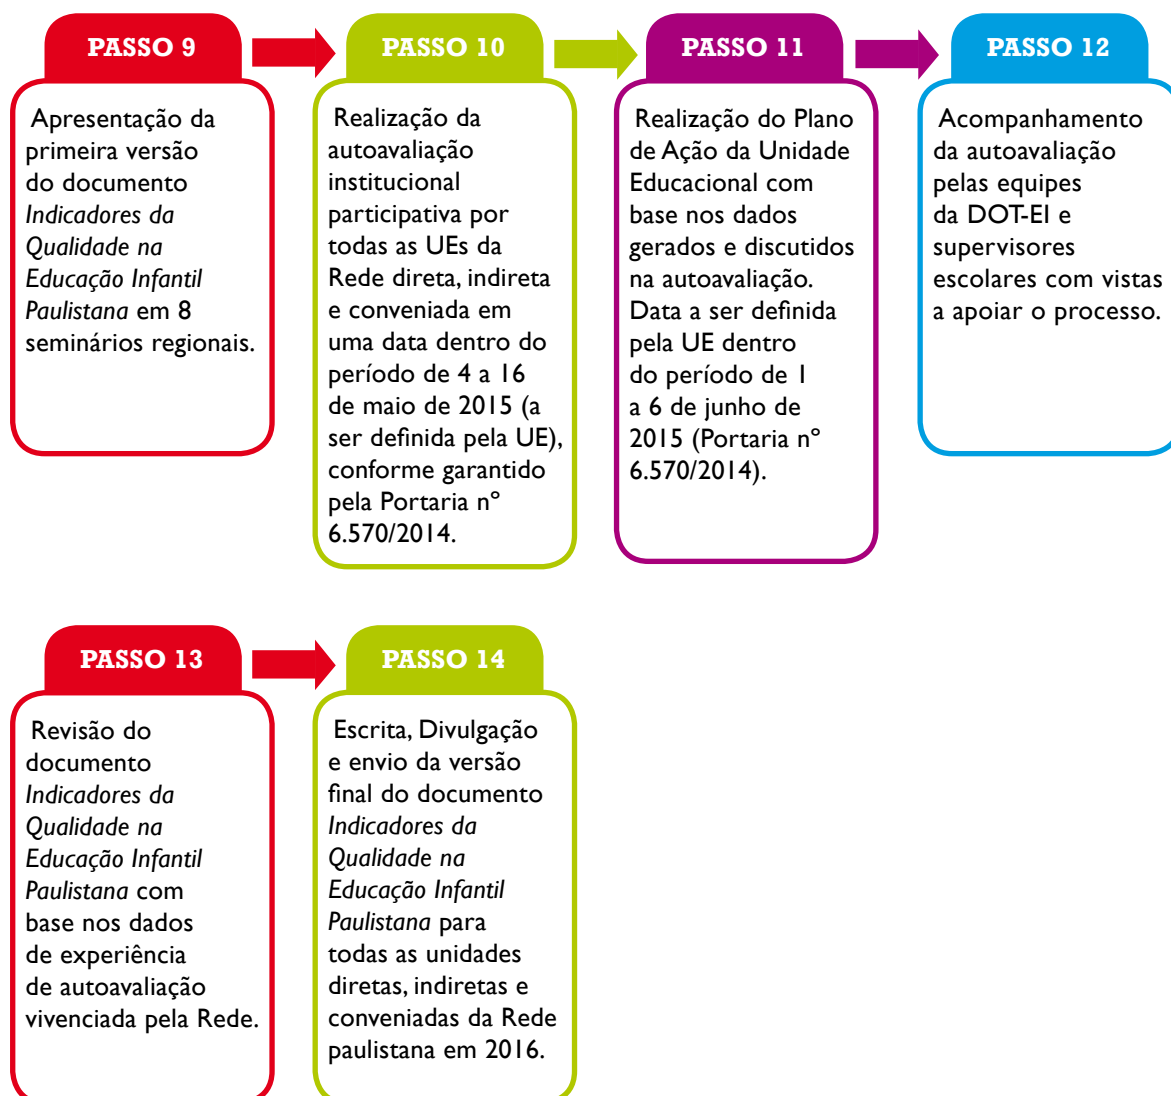 PASSO 9
Apresentação da
primeira versão
do documento
Indicadores da
Qualidade na
Educação Infantil
Paulistana em 8
seminários regionais.
PASSO 10
Realização da
autoavaliação
institucional
participativa por
todas as UEs da
Rede direta, indireta
e conveniada em
uma data dentro do
período de 4 a 16
de maio de 2015 (a
ser definida pela UE),
conforme garantido
pela Portaria nº
6.570/2014.
PASSO 11
Realização do Plano
de Ação da Unidade
Educacional com
base nos dados
gerados e discutidos
na autoavaliação.
Data a ser definida
pela UE dentro
do período de 1
a 6 de junho de
2015 (Portaria nº
6.570/2014).
PASSO 12
Acompanhamento
da autoavaliação
pelas equipes
da DOT-EI e
supervisores
escolares com vistas
a apoiar o processo.
PASSO 13
Revisão do
documento
Indicadores da
Qualidade na
Educação Infantil
Paulistana com
base nos dados
de experiência
de autoavaliação
vivenciada pela Rede.
PASSO 14
Escrita, Divulgação
e envio da versão
final do documento
Indicadores da
Qualidade na
Educação Infantil
Paulistana para
todas as unidades
diretas, indiretas e
conveniadas da Rede
paulistana em 2016.